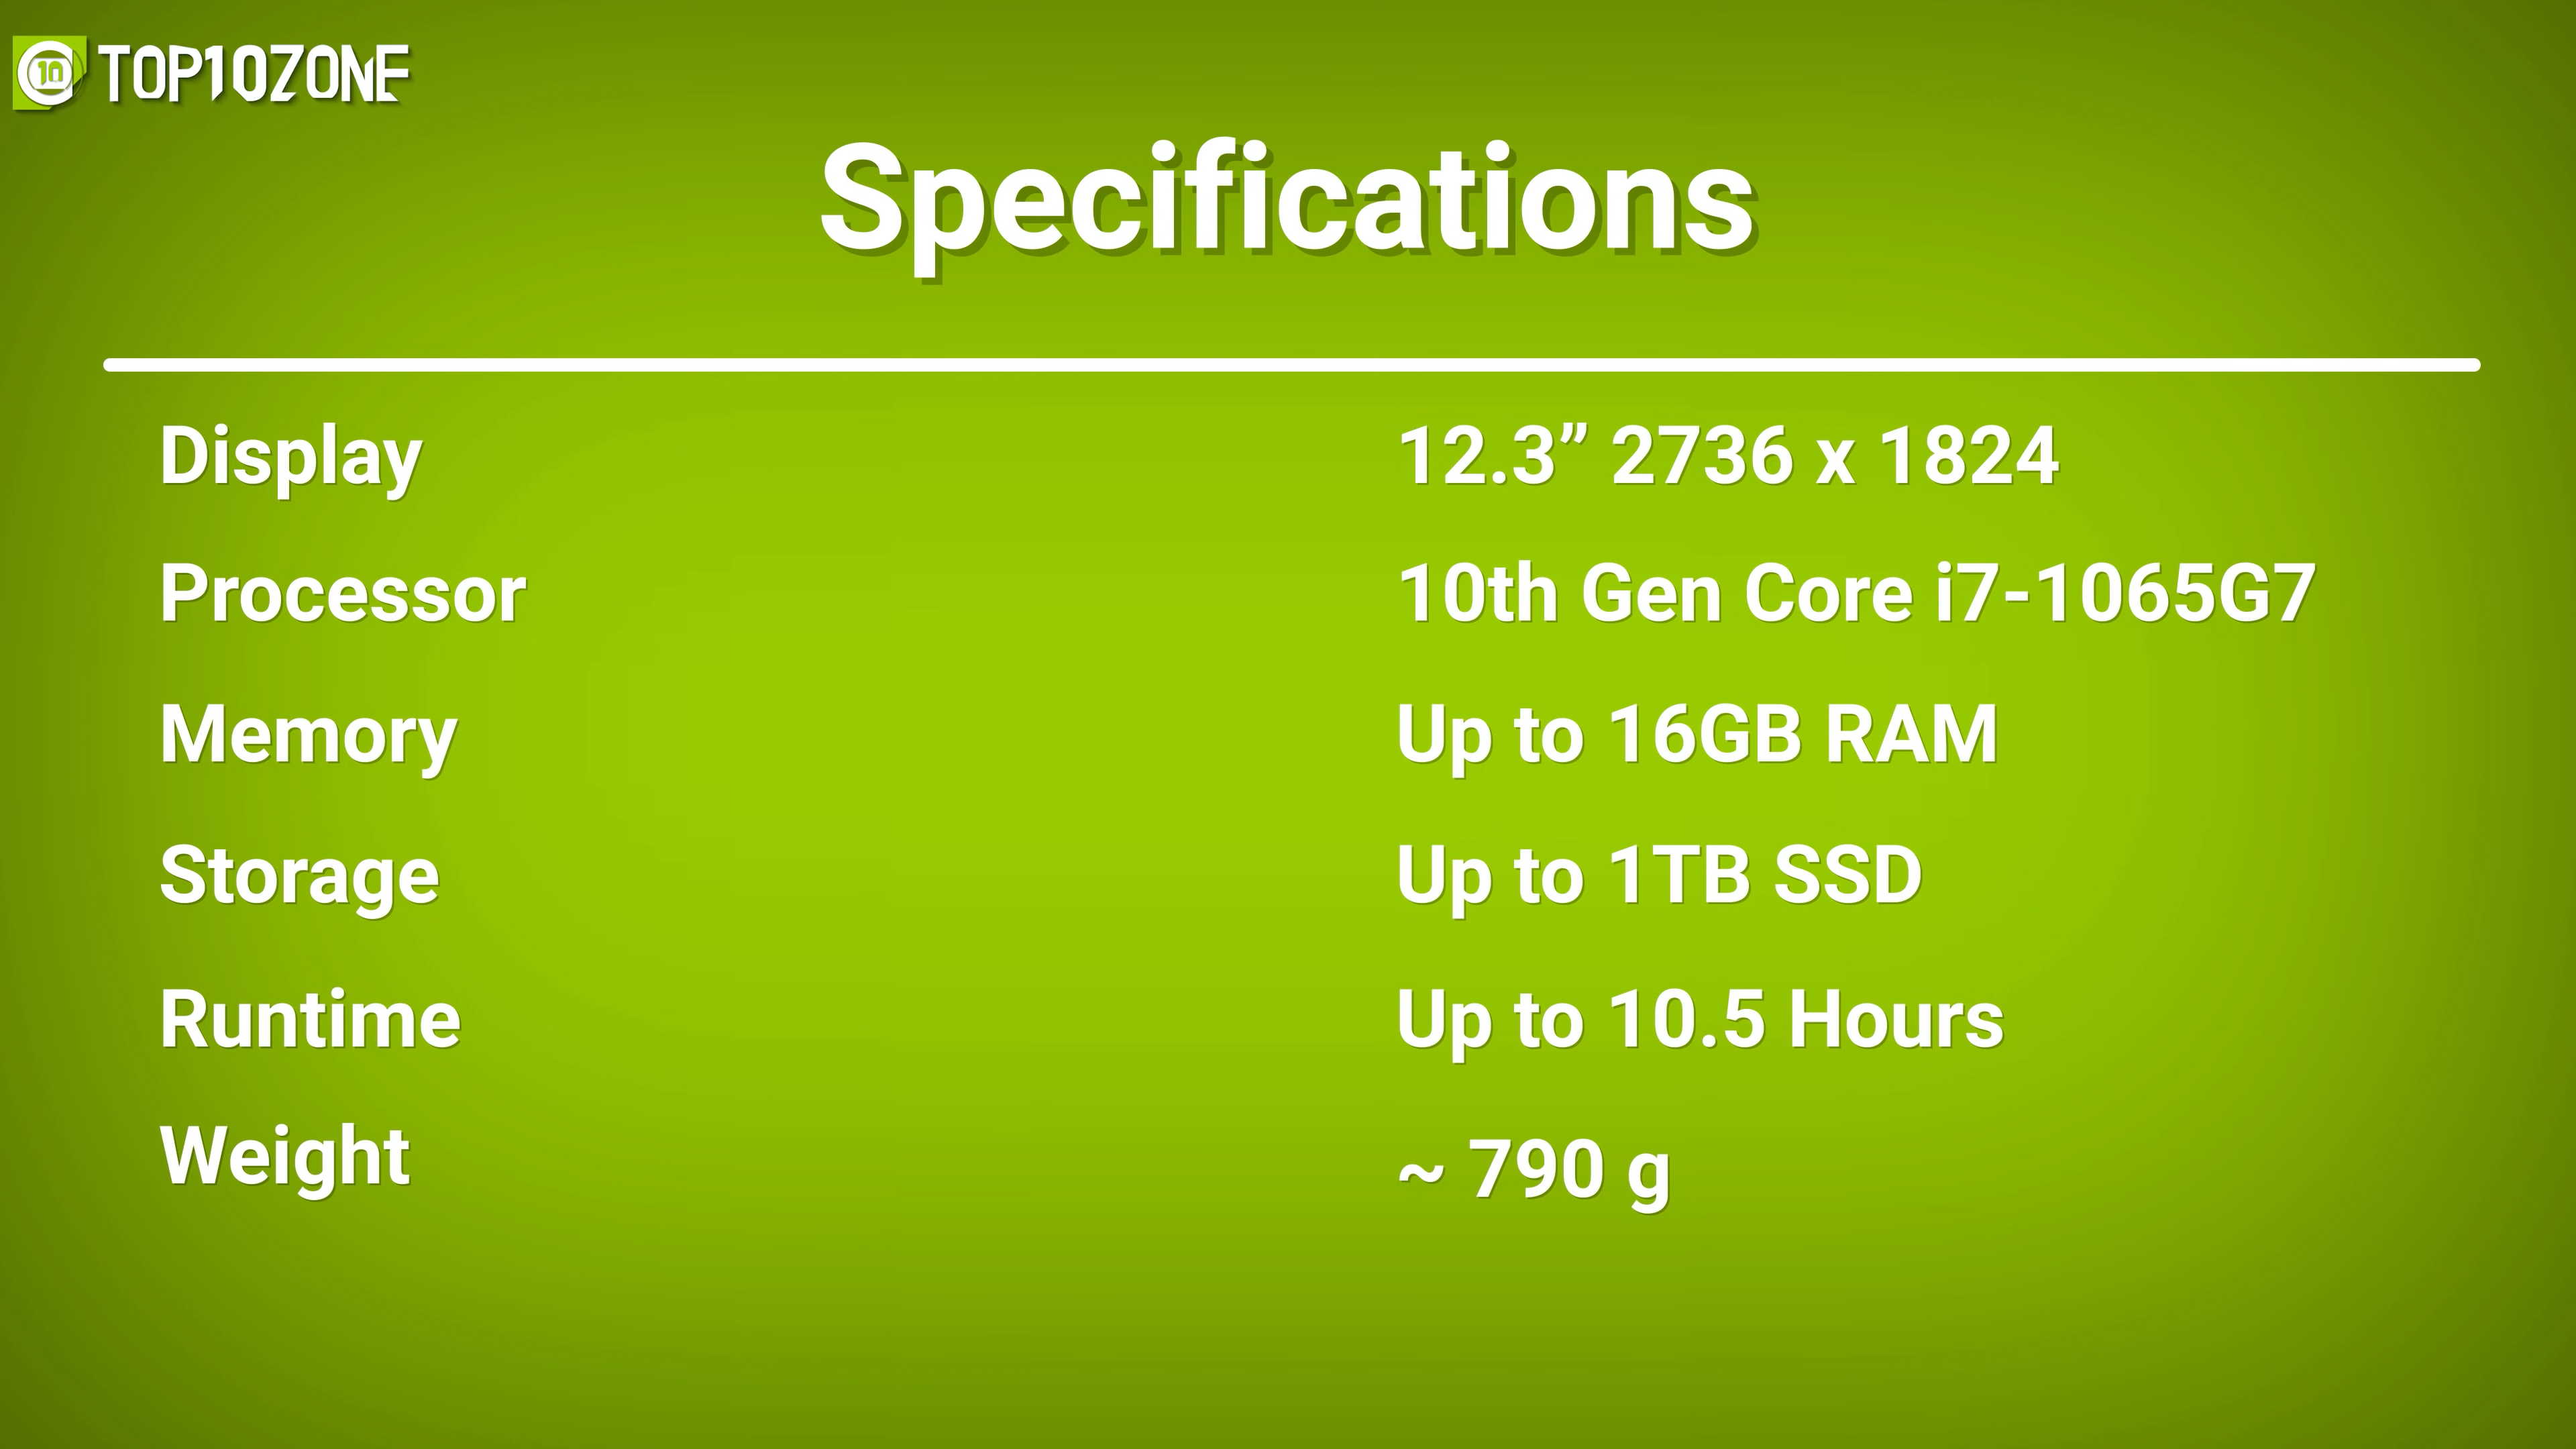 TOP10ZONE
Specifications
Display 12.3” 2736 x 1824
Processor 10th Gen Core i7-1065G7
Memory Up to 16GB RAM
Storage Up to 1TB SSD
Runtime Up to 10.5 Hours
Weight ~ 790 g